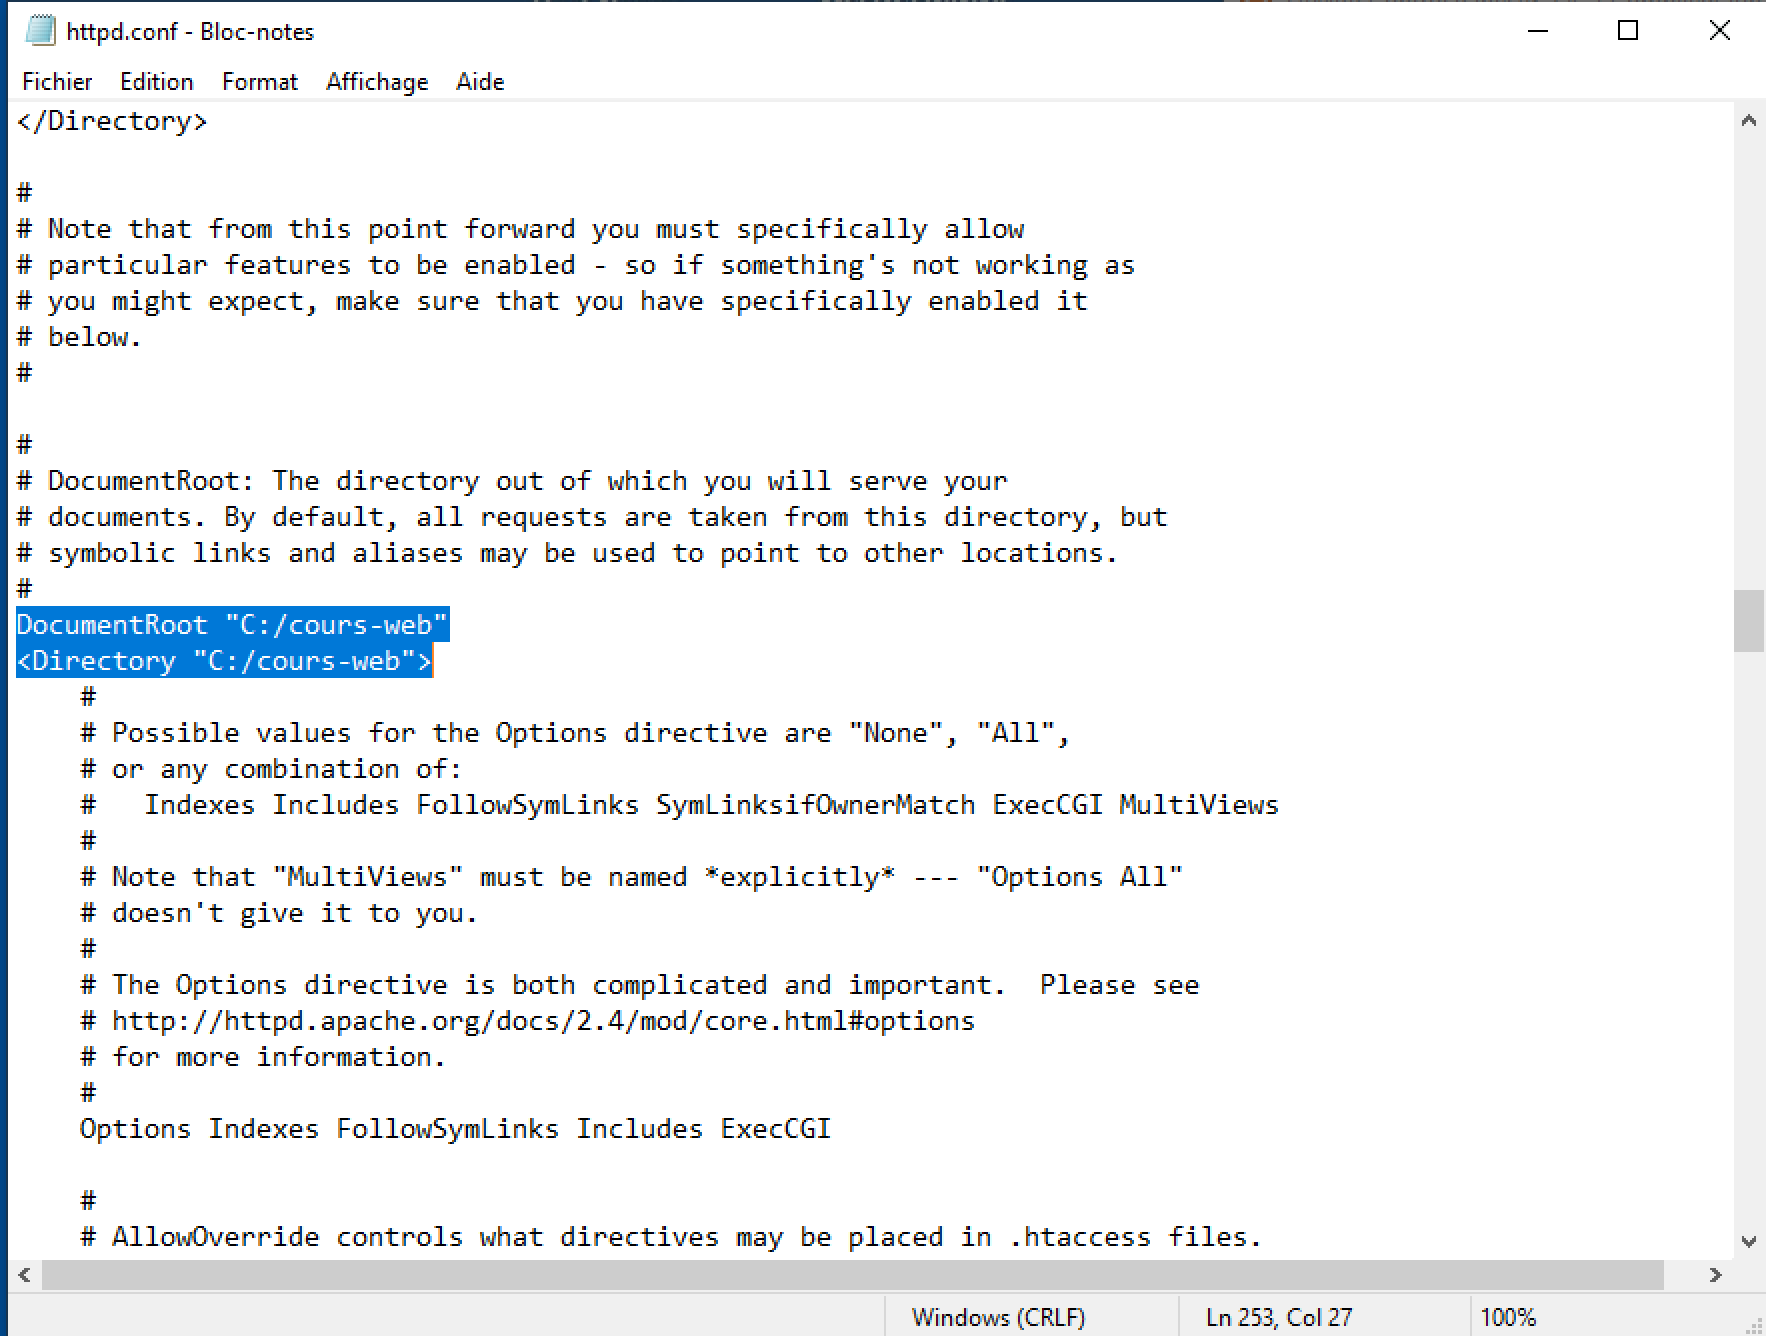 httpd.conf - Bloc-notes
Fichier Edition Format Affichage Aide
</Directory>
#
# Note that from this point forward you must specifically allow
# particular features to be enabled - so if something's not working as
# you might expect, make sure that you have specifically enabled it
# below.
#
#
# DocumentRoot: The directory out of which you will serve your
# documents. By default, all requests are taken from this directory, but
# symbolic links and aliases may be used to point to other locations.
#
DocumentRoot "C:/cours-web"
<Directory "C:/cours-web">
    #
    # Possible values for the Options directive are "None", "All",
    # or any combination of:
    #   Indexes Includes FollowSymLinks SymLinksifOwnerMatch ExecCGI MultiViews
    #
    # Note that "MultiViews" must be named *explicitly* --- "Options All"
    # doesn't give it to you.
    #
    # The Options directive is both complicated and important.  Please see
    # http://httpd.apache.org/docs/2.4/mod/core.html#options
    # for more information.
    #
    Options Indexes FollowSymLinks Includes ExecCGI
    #
    # AllowOverride controls what directives may be placed in .htaccess files.
Windows (CRLF) Ln 253, Col 27 100%